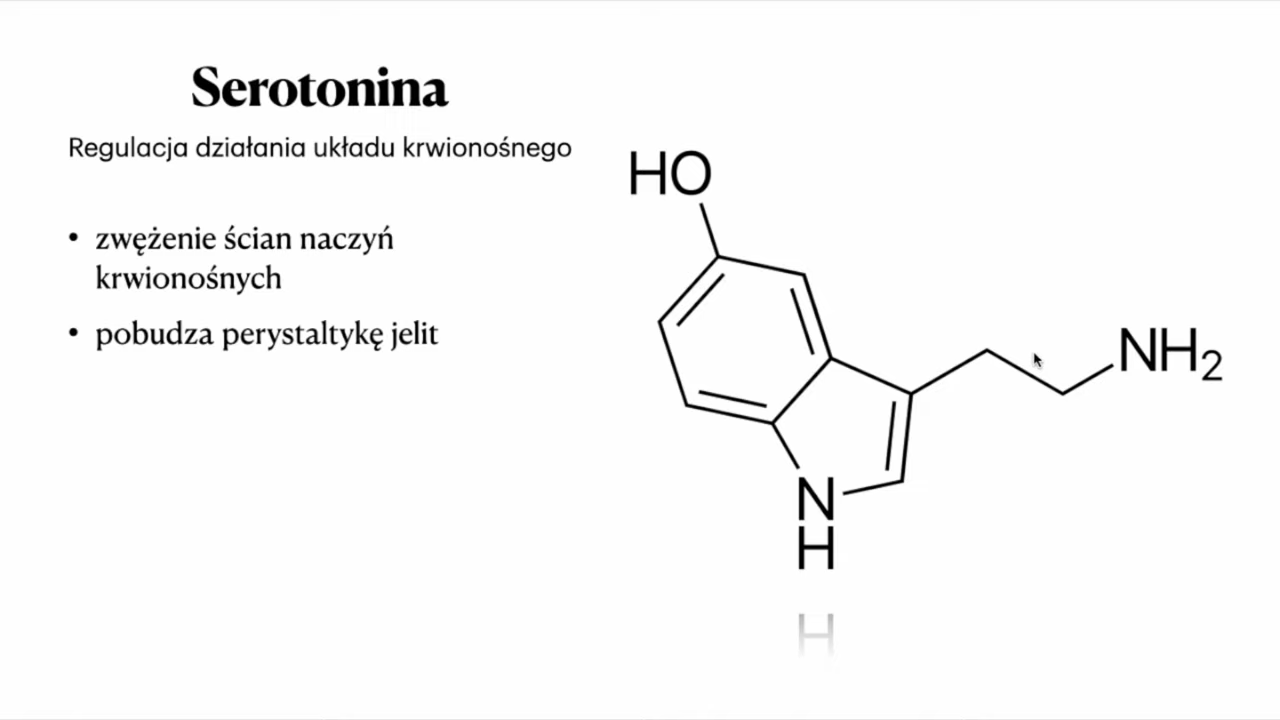 Serotonina
Regulacja działania układu krwionośnego
• zwężenie ścian naczyń
krwionośnych
• pobudza perystaltykę jelit
HO
NH₂
N
H
H